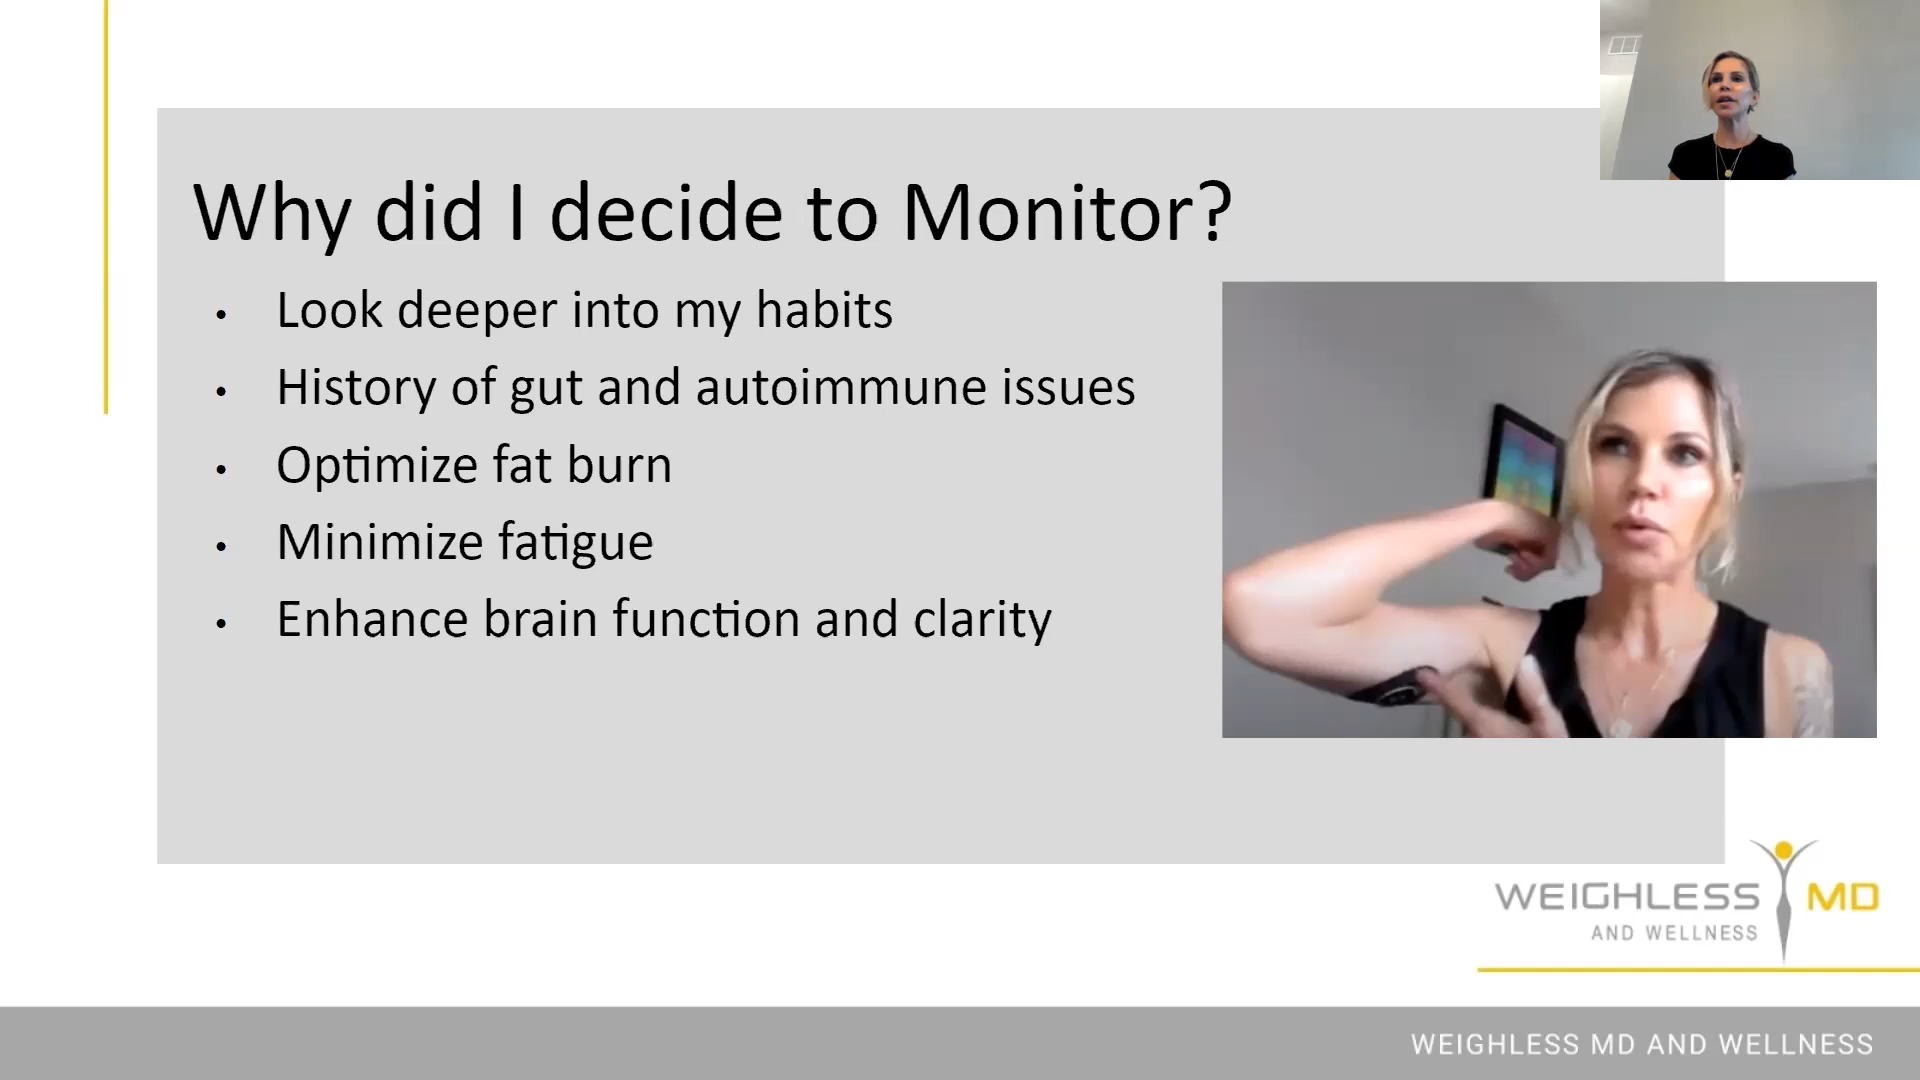 Why did I decide to Monitor?
• Look deeper into my habits
• History of gut and autoimmune issues
• Optimize fat burn
• Minimize fatigue
• Enhance brain function and clarity
WEIGHLESS MD
AND WELLNESS
WEIGHLESS MD AND WELLNESS